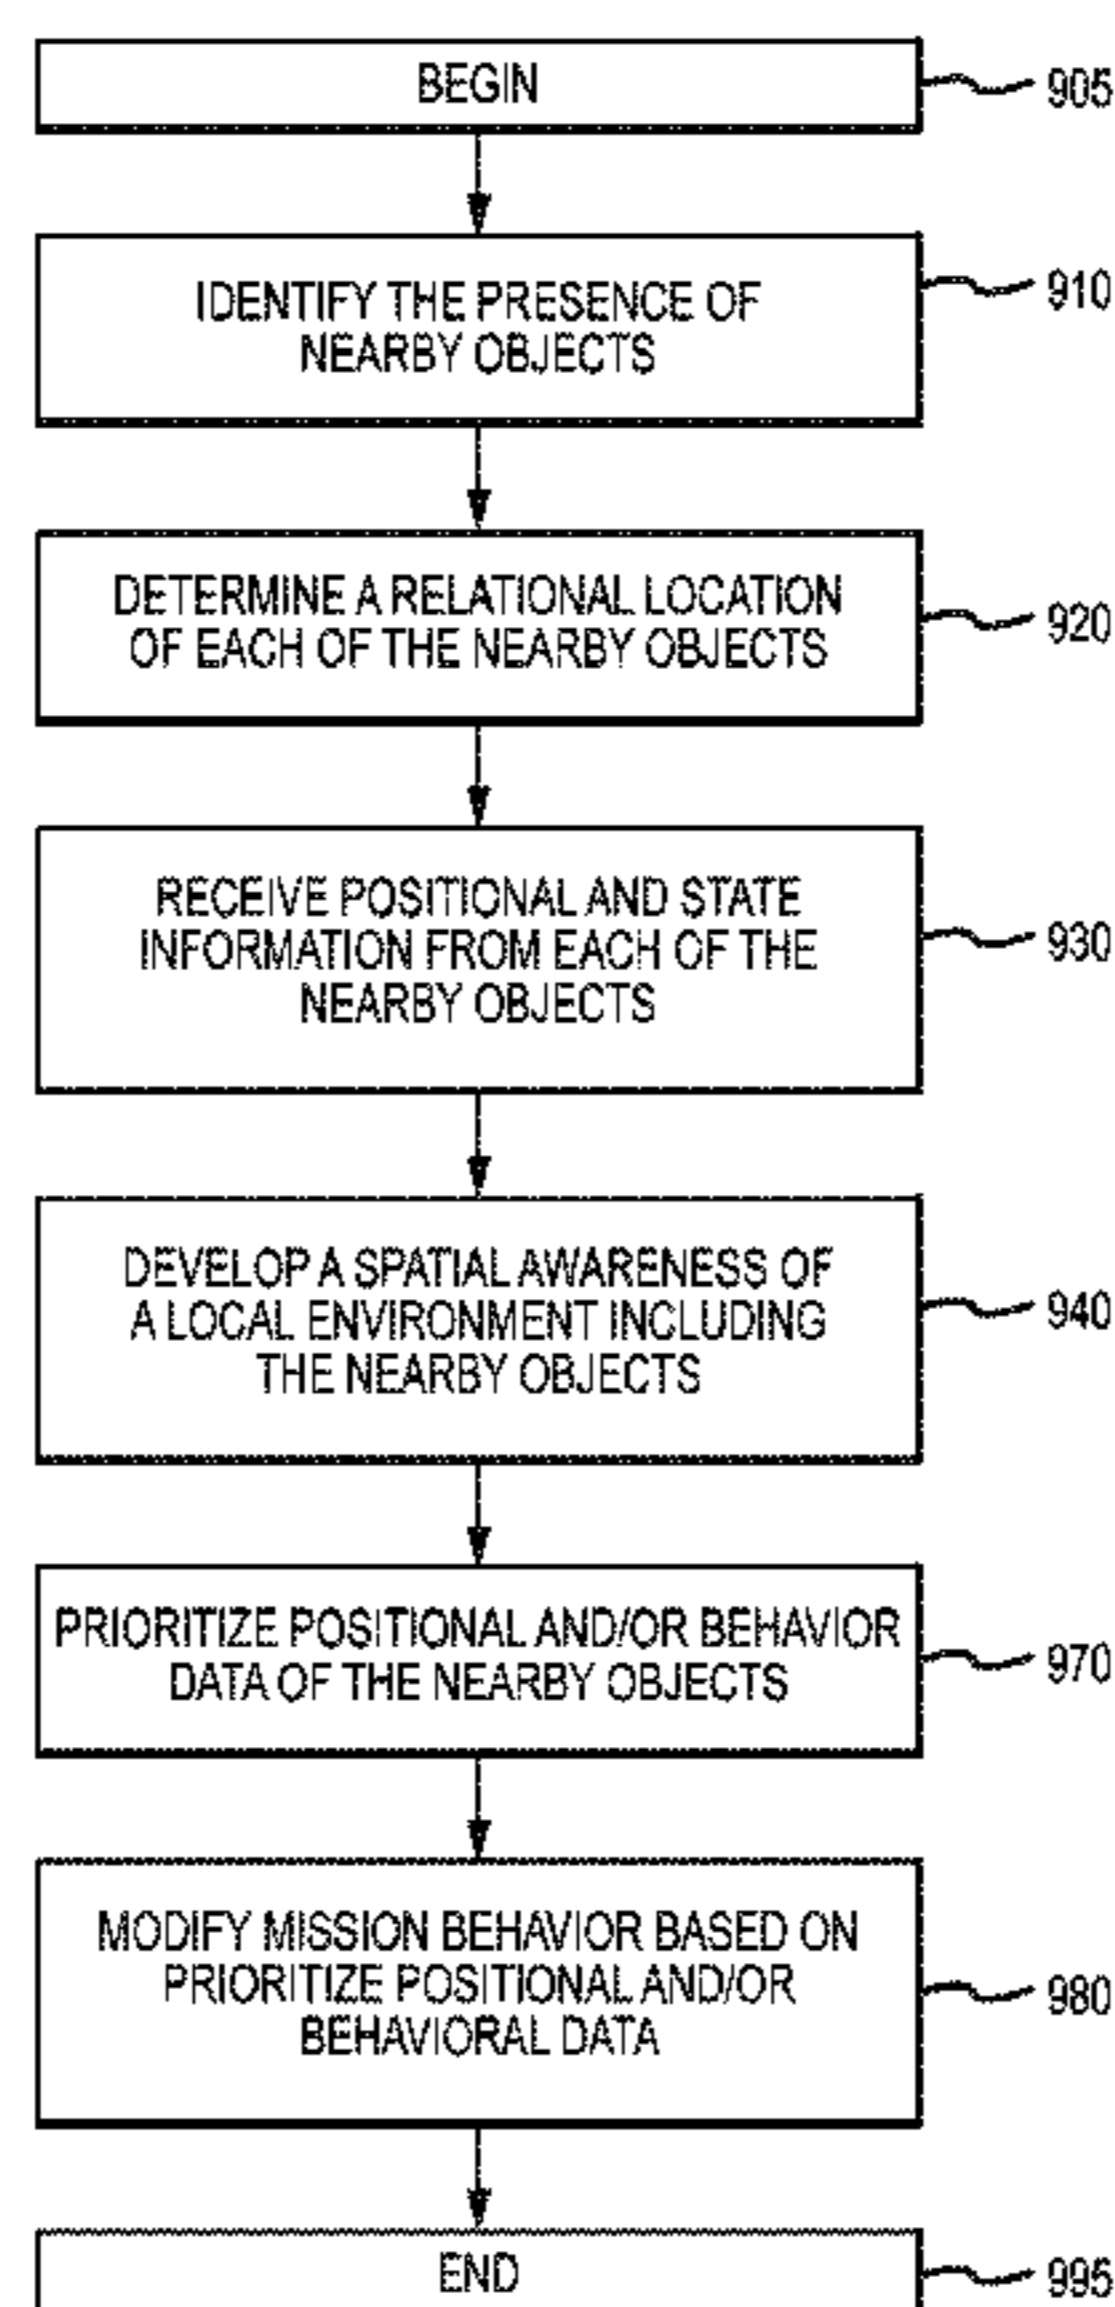 BEGIN
905
IDENTIFY THE PRESENCE OF
NEARBY OBJECTS
910
DETERMINE A RELATIONAL LOCATION
OF EACH OF THE NEARBY OBJECTS
920
RECEIVE POSITIONAL AND STATE
INFORMATION FROM EACH OF THE
NEARBY OBJECTS
930
DEVELOP A SPATIAL AWARENESS OF
A LOCAL ENVIRONMENT INCLUDING
THE NEARBY OBJECTS
940
PRIORITIZE POSITIONAL AND/OR BEHAVIOR
DATA OF THE NEARBY OBJECTS
970
MODIFY MISSION BEHAVIOR BASED ON
PRIORITIZE POSITIONAL AND/OR
BEHAVIORAL DATA
980
END
995